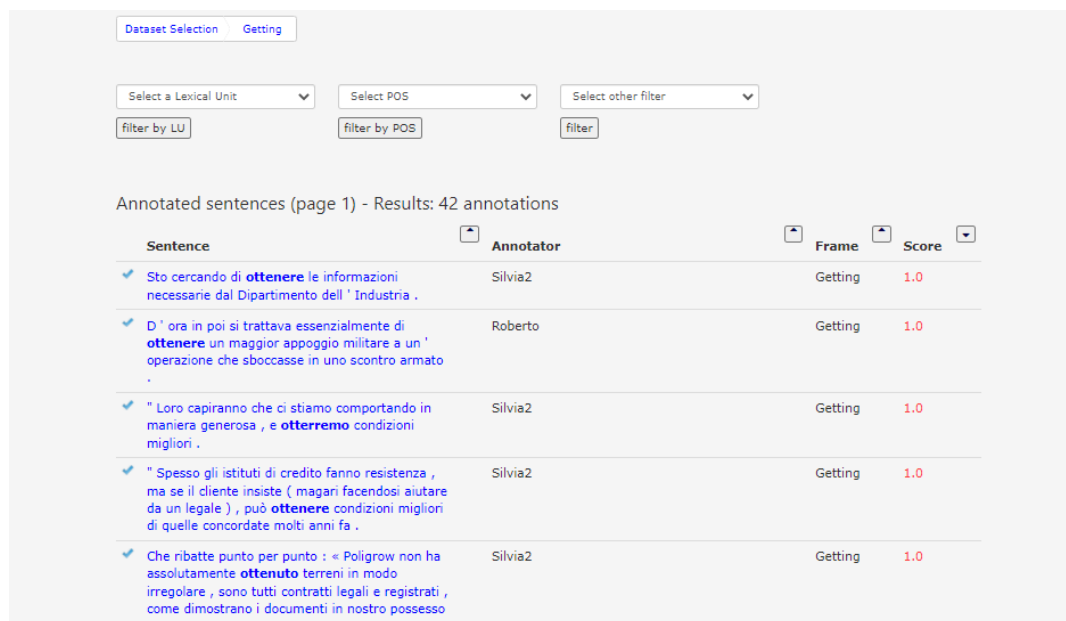 Dataset Selection Getting
Select a Lexical Unit Select POS Select other filter
filter by LU filter by POS filter
Annotated sentences (page 1) - Results: 42 annotations
Sentence Annotator Frame Score
Sto cercando di ottenere le informazioni Silvia2 Getting 1.0
necessarie dal Dipartimento dell ' Industria .
D ' ora in poi si trattava essenzialmente di Roberto Getting 1.0
ottenere un maggior appoggio militare a un '
operazione che sboccasse in uno scontro armato
.
" Loro capiranno che ci stiamo comportando in Silvia2 Getting 1.0
maniera generosa , e otterremo condizioni
migliori .
" Spesso gli istituti di credito fanno resistenza , Silvia2 Getting 1.0
ma se il cliente insiste ( magari facendosi aiutare
da un legale ) , può ottenere condizioni migliori
di quelle concordate molti anni fa .
Che ribatte punto per punto : « Poligrow non ha Silvia2 Getting 1.0
assolutamente ottenuto terreni in modo
irregolare , sono tutti contratti legali e registrati ,
come dimostrano i documenti in nostro possesso